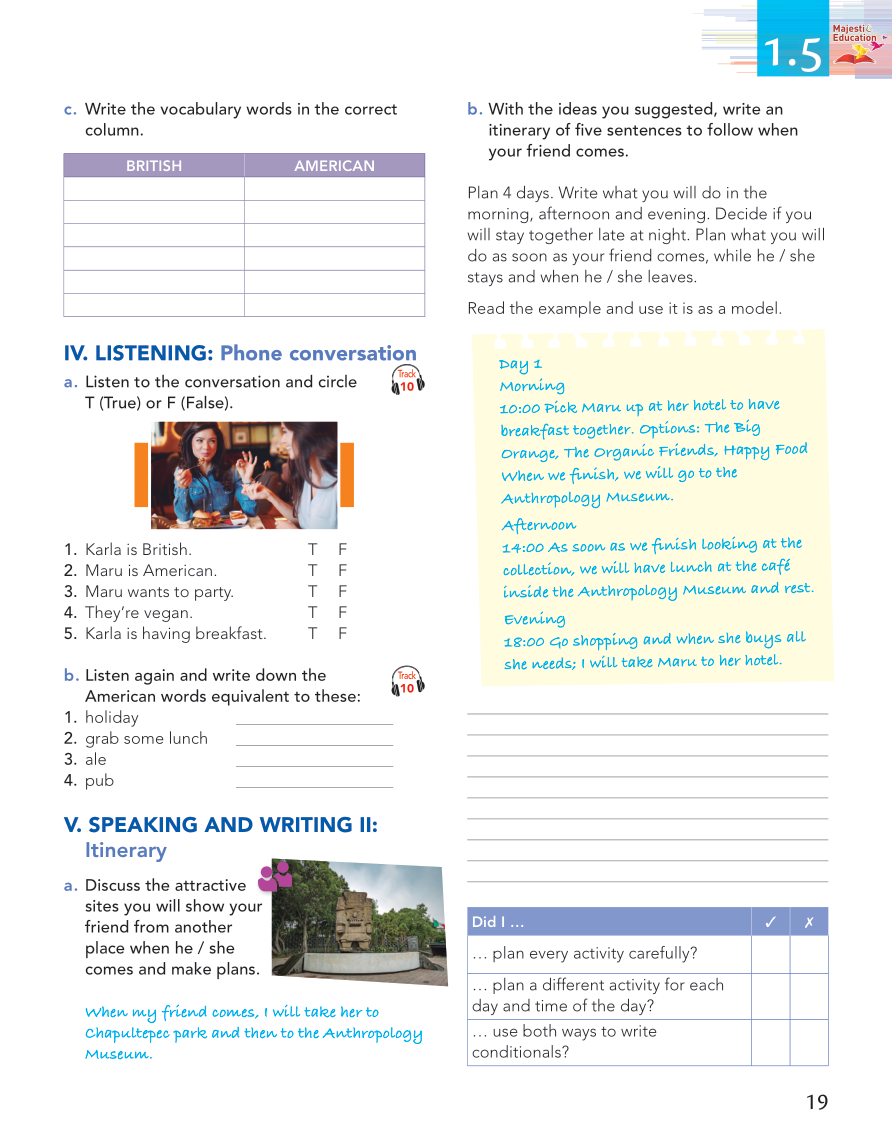 1.5
Majestic
Education
c. Write the vocabulary words in the correct
column.
BRITISH AMERICAN
IV. LISTENING: Phone conversation
a. Listen to the conversation and circle
T (True) or F (False).
Track
10
1. Karla is British. T F
2. Maru is American. T F
3. Maru wants to party. T F
4. They’re vegan. T F
5. Karla is having breakfast. T F
b. Listen again and write down the
American words equivalent to these:
Track
10
1. holiday
2. grab some lunch
3. ale
4. pub
V. SPEAKING AND WRITING II:
Itinerary
a. Discuss the attractive
sites you will show your
friend from another
place when he / she
comes and make plans.
When my friend comes, I will take her to
Chapultepec park and then to the Anthropology
Museum.
b. With the ideas you suggested, write an
itinerary of five sentences to follow when
your friend comes.
Plan 4 days. Write what you will do in the
morning, afternoon and evening. Decide if you
will stay together late at night. Plan what you will
do as soon as your friend comes, while he / she
stays and when he / she leaves.
Read the example and use it is as a model.
Day 1
Morning
10:00 Pick Maru up at her hotel to have
breakfast together. Options: The Big
Orange, The Organic Friends, Happy Food
When we finish, we will go to the
Anthropology Museum.
Afternoon
14:00 As soon as we finish looking at the
collection, we will have lunch at the café
inside the Anthropology Museum and rest.
Evening
18:00 Go shopping and when she buys all
she needs; I will take Maru to her hotel.
Did I … ✓ ✗
… plan every activity carefully?
… plan a different activity for each
day and time of the day?
… use both ways to write
conditionals?
19